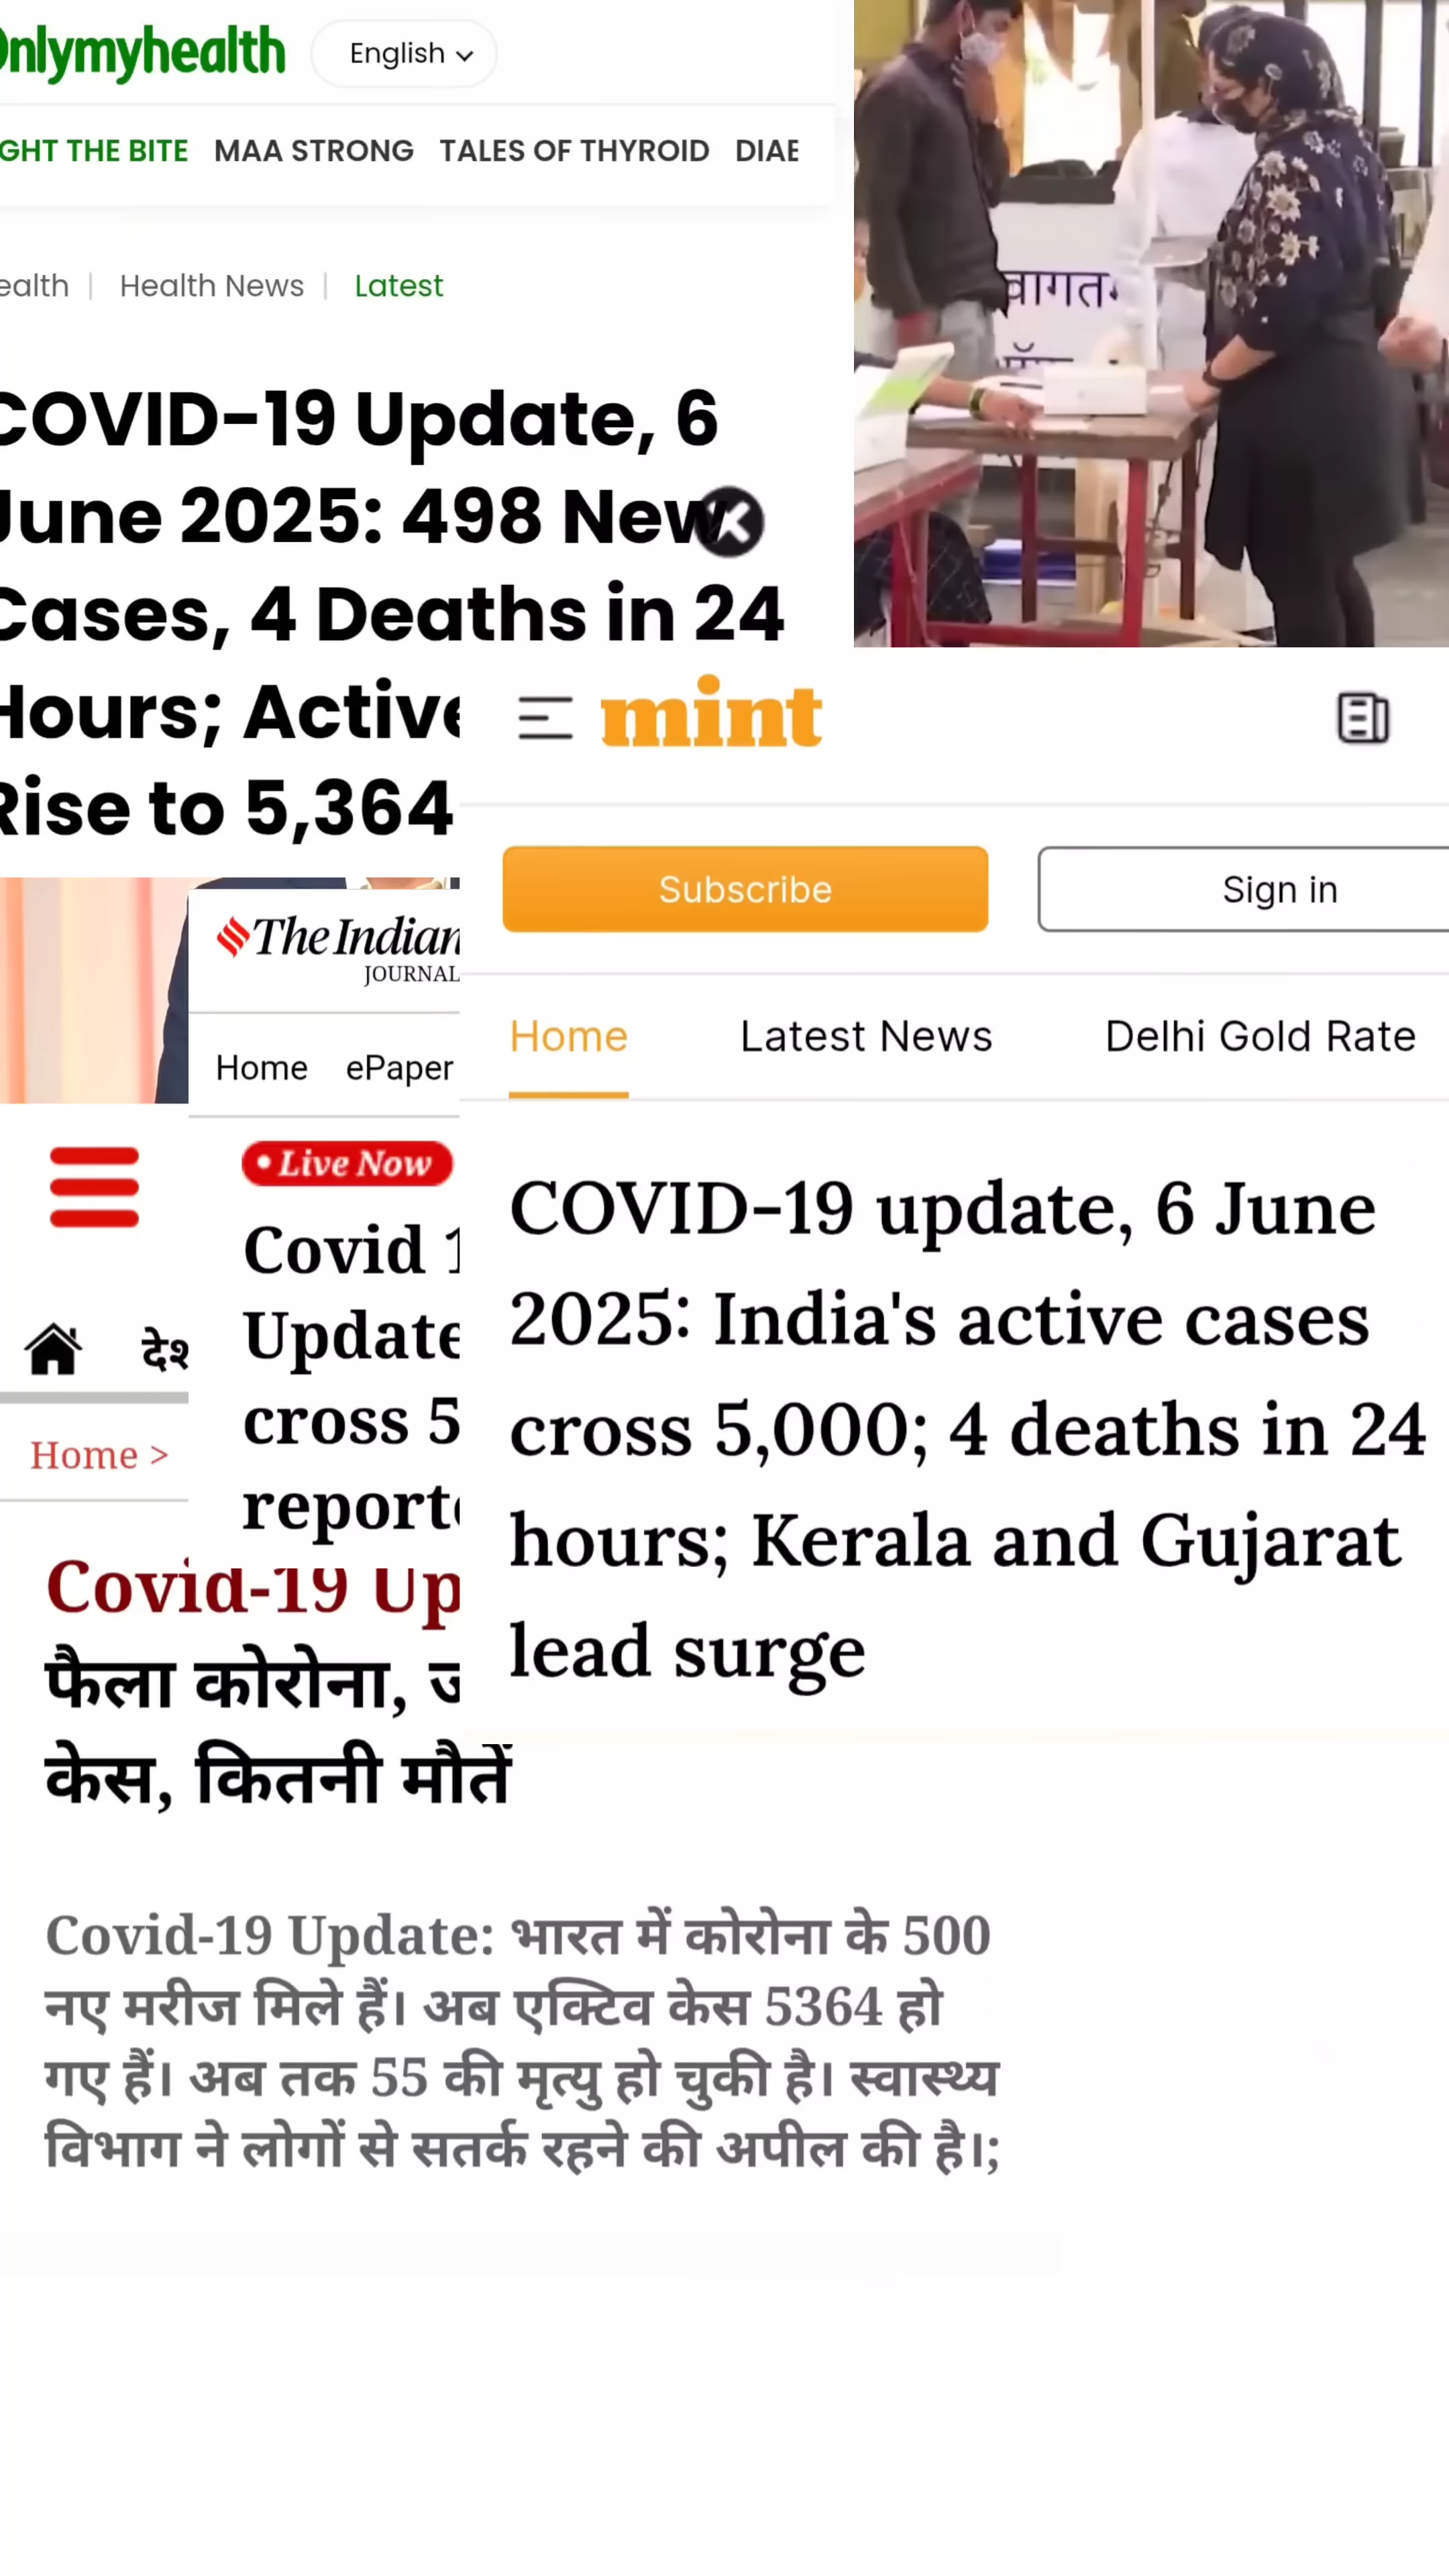 Onlymyhealth
English
GHT THE BITE MAA STRONG TALES OF THYROID DIAE
ealth | Health News | Latest
COVID-19 Update, 6
June 2025: 498 New
Cases, 4 Deaths in 24
Hours; Active
Rise to 5,364
वागत
mint
Subscribe
Sign in
Home Latest News Delhi Gold Rate
COVID-19 update, 6 June
2025: India's active cases
cross 5,000; 4 deaths in 24
hours; Kerala and Gujarat
lead surge
The Indian
JOURNAL
Home ePaper
Live Now
Covid 1
Update
cross 5
report
देश
Home >
Covid-19 Up
फैला कोरोना,
केस, कितनी मौतें
Covid-19 Update: भारत में कोरोना के 500
नए मरीज मिले हैं। अब एक्टिव केस 5364 हो
गए हैं। अब तक 55 की मृत्यु हो चुकी है। स्वास्थ्य
विभाग ने लोगों से सतर्क रहने की अपील की है।;